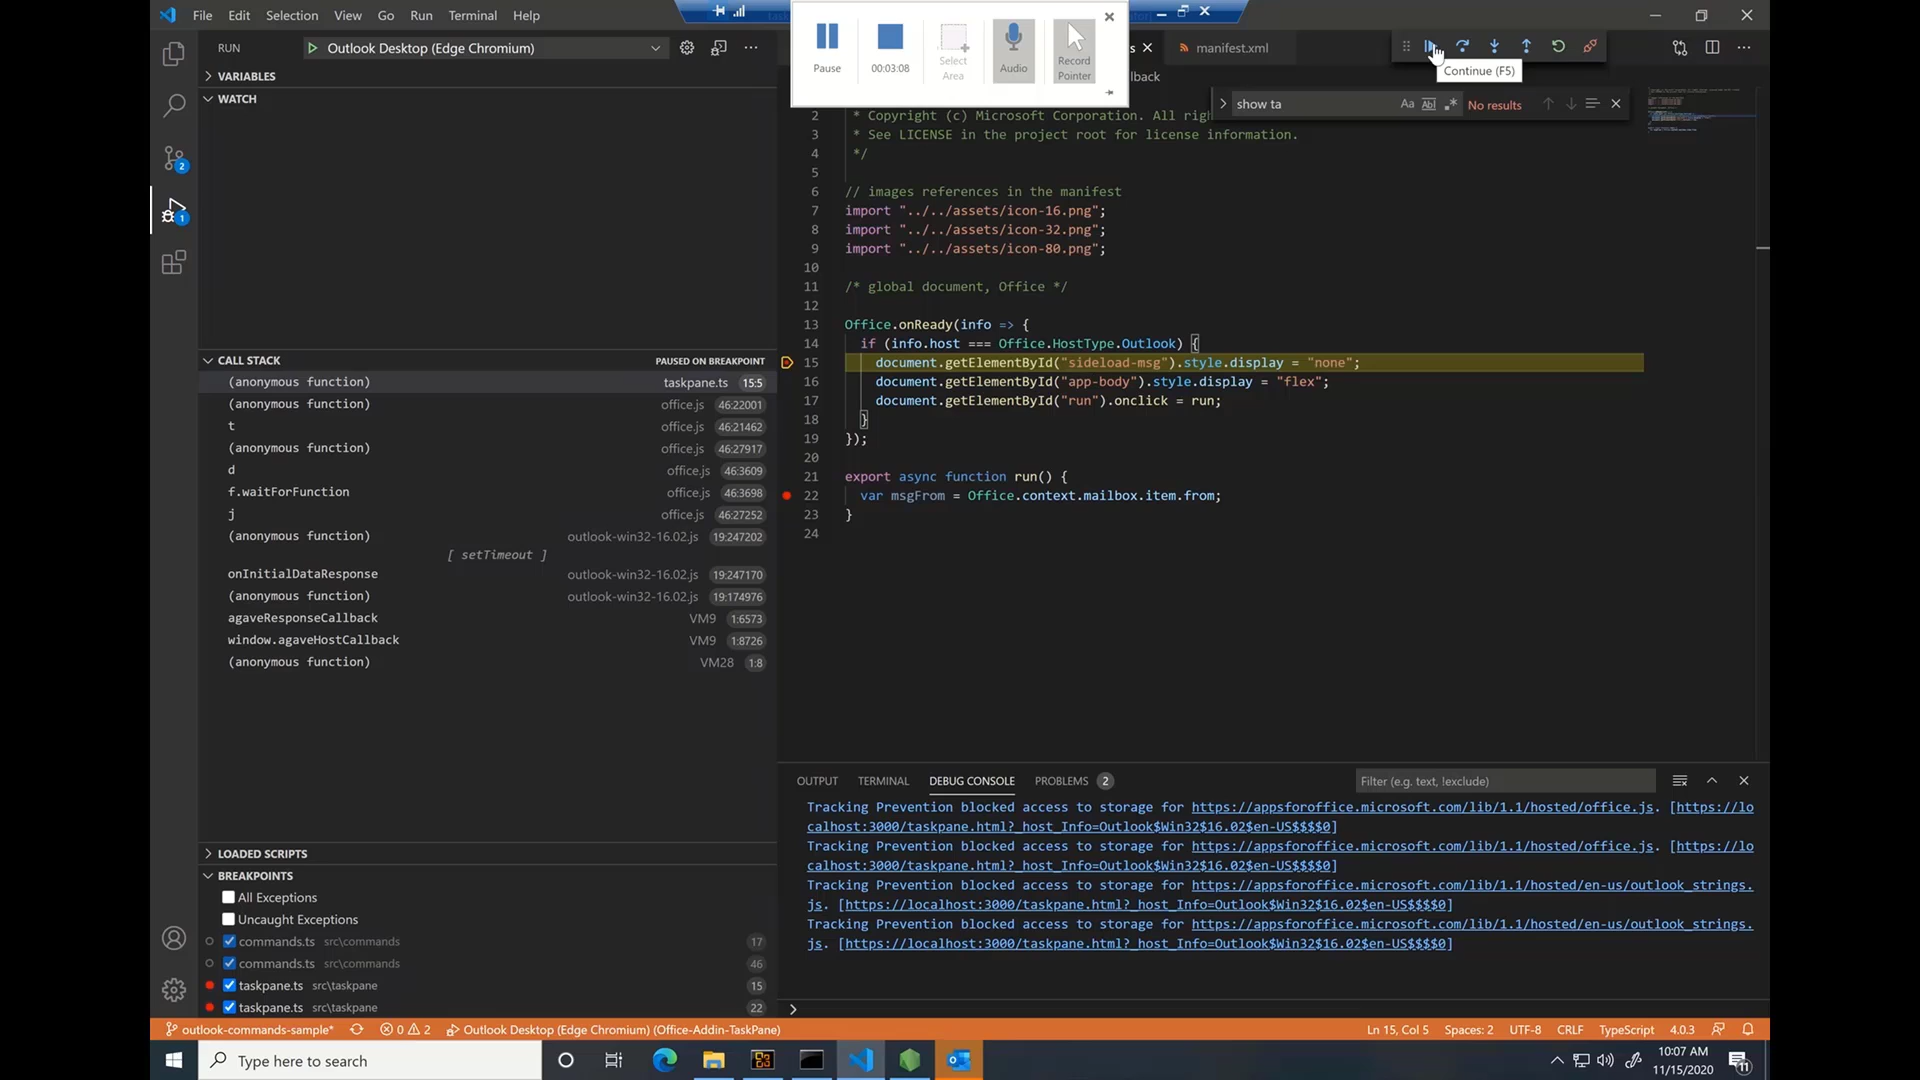 File Edit Selection View Go Run Terminal Help
RUN Outlook Desktop (Edge Chromium)
VARIABLES
WATCH
CALL STACK PAUSED ON BREAKPOINT
(anonymous function) taskpane.ts 15:5
(anonymous function) office.js 46:22001
t office.js 46:21462
(anonymous function) office.js 46:27917
d office.js 46:3609
f.waitForFunction office.js 46:3698
j office.js 46:27252
(anonymous function) outlook-win32-16.02.js 19:247202
[ setTimeout ]
onInitialDataResponse outlook-win32-16.02.js 19:247170
(anonymous function) outlook-win32-16.02.js 19:174976
agaveResponseCallback VM9 1:6573
window.agaveHostCallback VM9 1:8726
(anonymous function) VM28 1:8
LOADED SCRIPTS
BREAKPOINTS
All Exceptions
Uncaught Exceptions
commands.ts src\commands 17
commands.ts src\commands 46
taskpane.ts src\taskpane 15
taskpane.ts src\taskpane 22
2
1
Pause
00:03:08
Select Area
Audio
Record Pointer
s manifest.xml
Continue (F5)
lback
show ta Aa Abl .* No results
2 * Copyright (c) Microsoft Corporation. All rig
3 * See LICENSE in the project root for license information.
4 */
5
6 // images references in the manifest
7 import "../../assets/icon-16.png";
8 import "../../assets/icon-32.png";
9 import "../../assets/icon-80.png";
10
11 /* global document, Office */
12
13 Office.onReady(info => {
14 if (info.host === Office.HostType.Outlook) {
15 document.getElementById("sideload-msg").style.display = "none";
16 document.getElementById("app-body").style.display = "flex";
17 document.getElementById("run").onclick = run;
18 }
19 });
20
21 export async function run() {
22 var msgFrom = Office.context.mailbox.item.from;
23 }
24
OUTPUT TERMINAL DEBUG CONSOLE PROBLEMS 2 Filter (e.g. text, !exclude)
Tracking Prevention blocked access to storage for https://appsforoffice.microsoft.com/lib/1.1/hosted/office.js. [https://lo
calhost:3000/taskpane.html?_host_Info=Outlook$Win32$16.02$en-US$$$$0]
Tracking Prevention blocked access to storage for https://appsforoffice.microsoft.com/lib/1.1/hosted/office.js. [https://lo
calhost:3000/taskpane.html?_host_Info=Outlook$Win32$16.02$en-US$$$$0]
Tracking Prevention blocked access to storage for https://appsforoffice.microsoft.com/lib/1.1/hosted/en-us/outlook_strings.
js. [https://localhost:3000/taskpane.html?_host_Info=Outlook$Win32$16.02$en-US$$$$0]
Tracking Prevention blocked access to storage for https://appsforoffice.microsoft.com/lib/1.1/hosted/en-us/outlook_strings.
js. [https://localhost:3000/taskpane.html?_host_Info=Outlook$Win32$16.02$en-US$$$$0]
outlook-commands-sample* 0 2 Outlook Desktop (Edge Chromium) (Office-Addin-TaskPane) Ln 15, Col 5 Spaces: 2 UTF-8 CRLF TypeScript 4.0.3
Type here to search
10:07 AM
11/15/2020
11